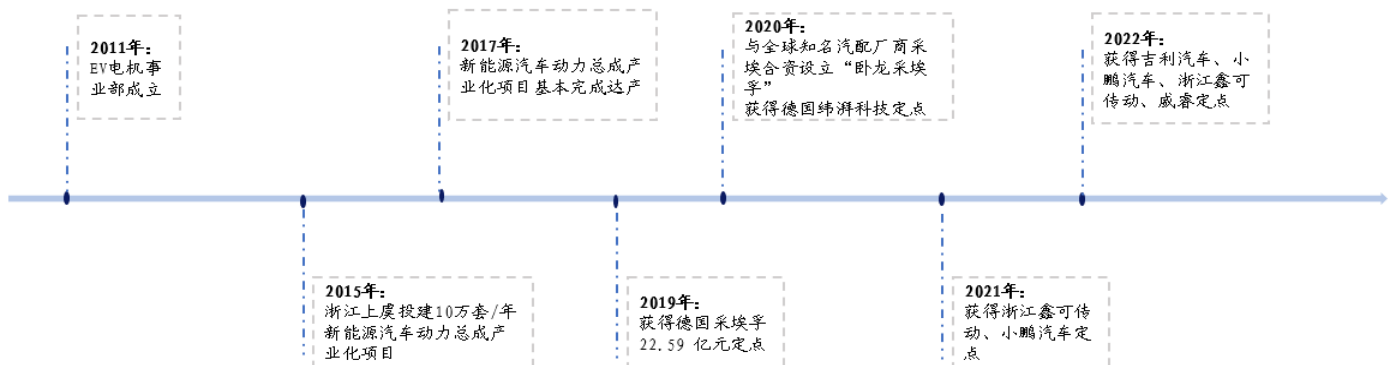 2011年：
EV电机事
业部成立
2015年：
浙江上虞投建10万套/年
新能源汽车动力总成产
业化项目
2017年：
新能源汽车动力总成产
业化项目基本完成达产
2019年：
获得德国采埃孚
22.59 亿元定点
2020年：
与全球知名汽配厂商采
埃合资设立“卧龙采埃
孚”
获得德国纬湃科技定点
2021年：
获得浙江鑫可传
动、小鹏汽车定
点
2022年：
获得吉利汽车、小
鹏汽车、浙江鑫可
传动、威睿定点